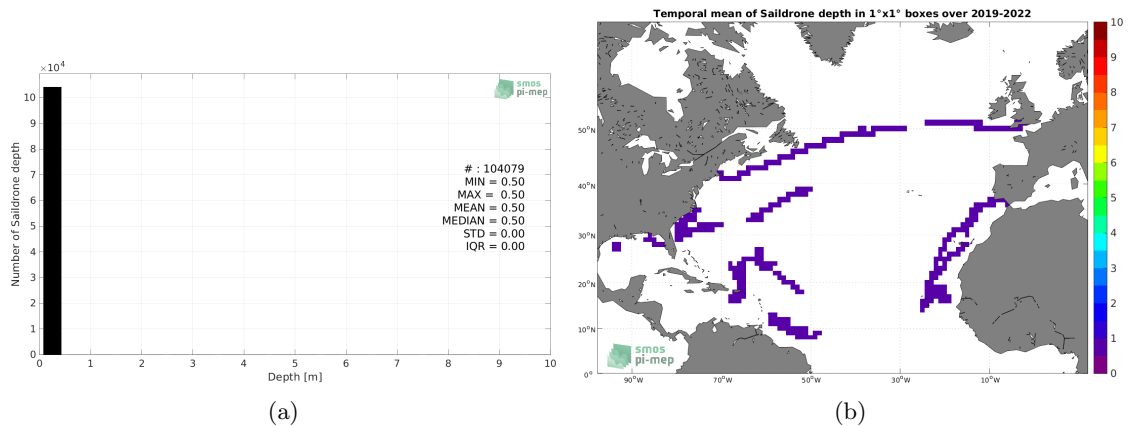 ×10⁴
10
9
8
7
6
5
4
3
2
1
0
Number of Saildrone depth
smos
pi-mep
# : 104079
MIN = 0.50
MAX = 0.50
MEAN = 0.50
MEDIAN = 0.50
STD = 0.00
IQR = 0.00
0 1 2 3 4 5 6 7 8 9 10
Depth [m]
(a)
Temporal mean of Saildrone depth in 1°x1° boxes over 2019-2022
50°N
40°N
30°N
20°N
10°N
0°
90°W 70°W 50°W 30°W 10°W
smos
pi-mep
10
9
8
7
6
5
4
3
2
1
0
(b)